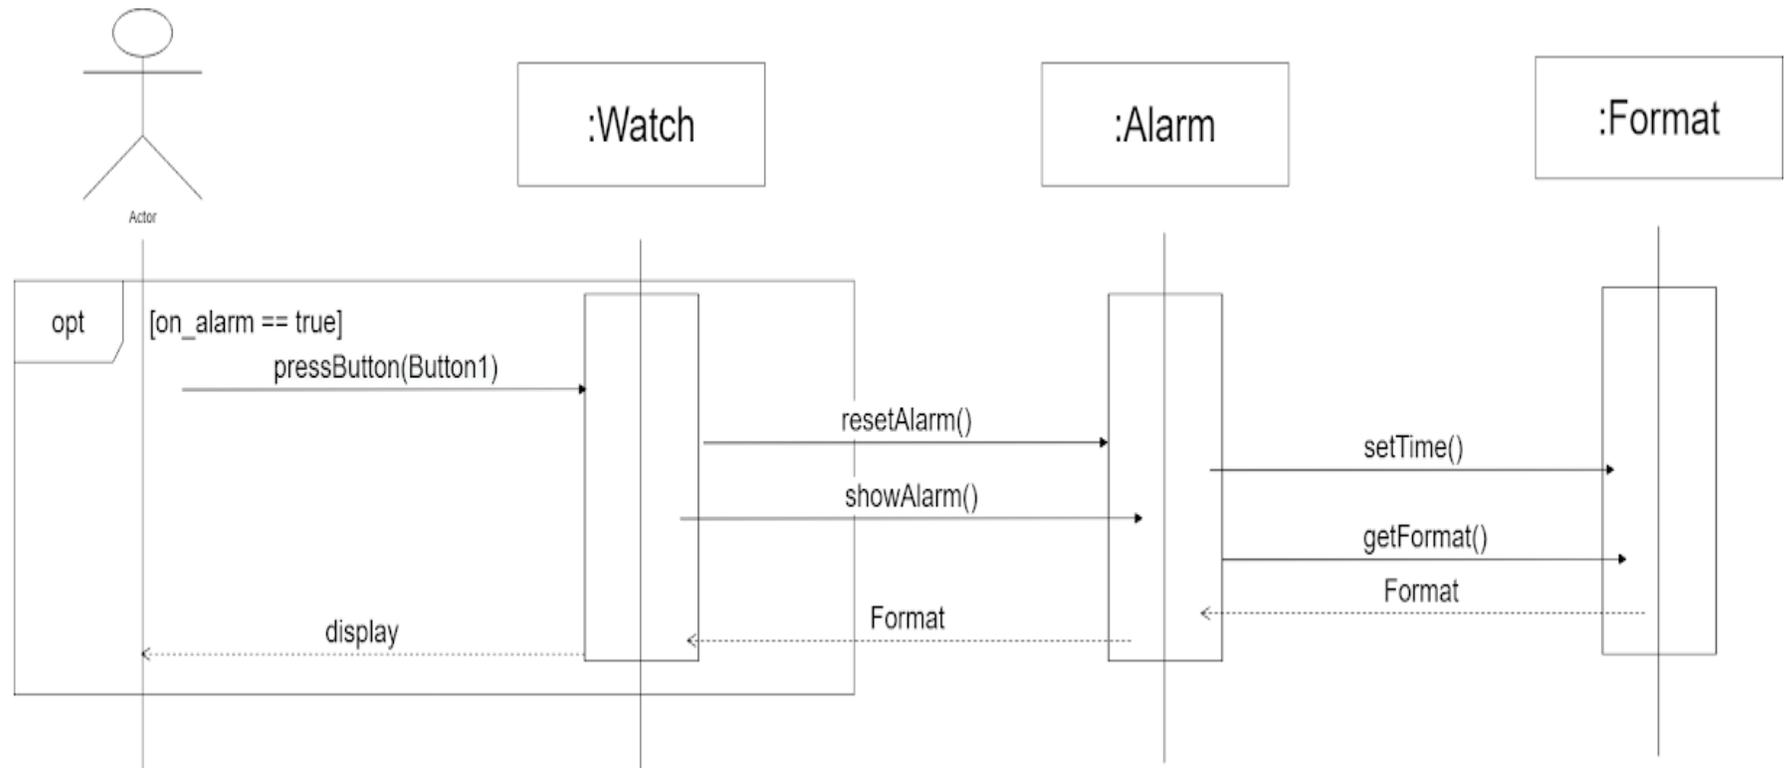 :Watch
:Alarm
:Format
Actor
opt
[on_alarm == true]
pressButton(Button1)
resetAlarm()
setTime()
showAlarm()
getFormat()
Format
Format
display